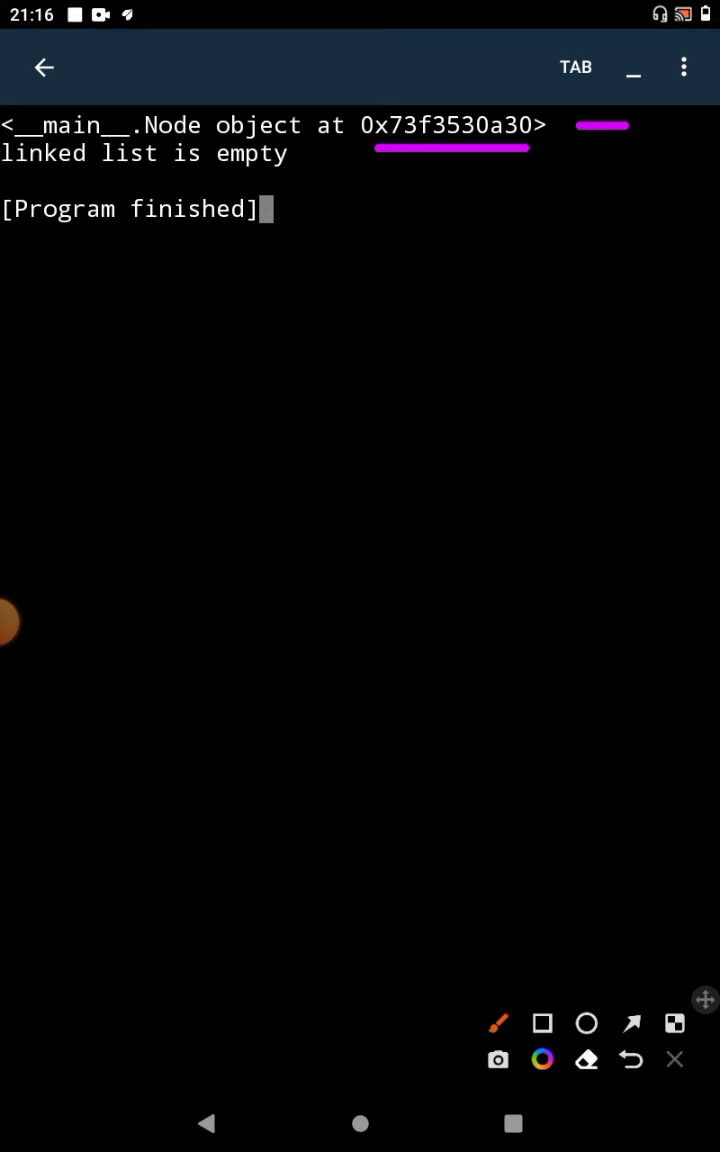 21:16
TAB
<__main__.Node object at 0x73f3530a30>
linked list is empty
[Program finished]